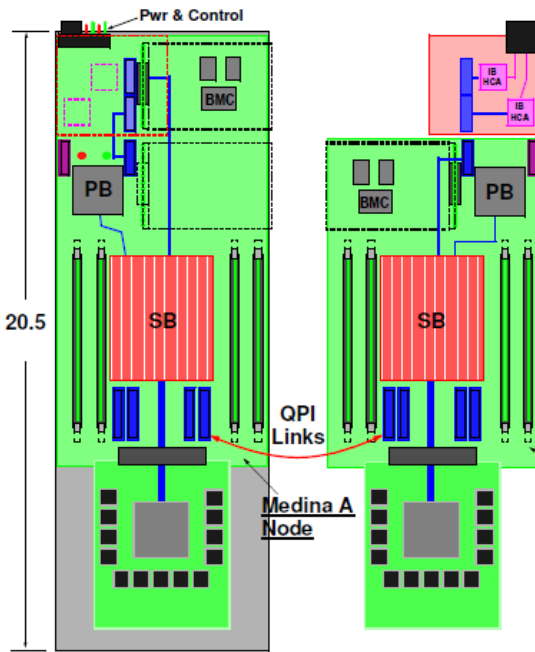 Pwr & Control
IB
HCA
IB
HCA
BMC
PB
BMC
PB
20.5
SB
SB
QPI
Links
Medina A
Node